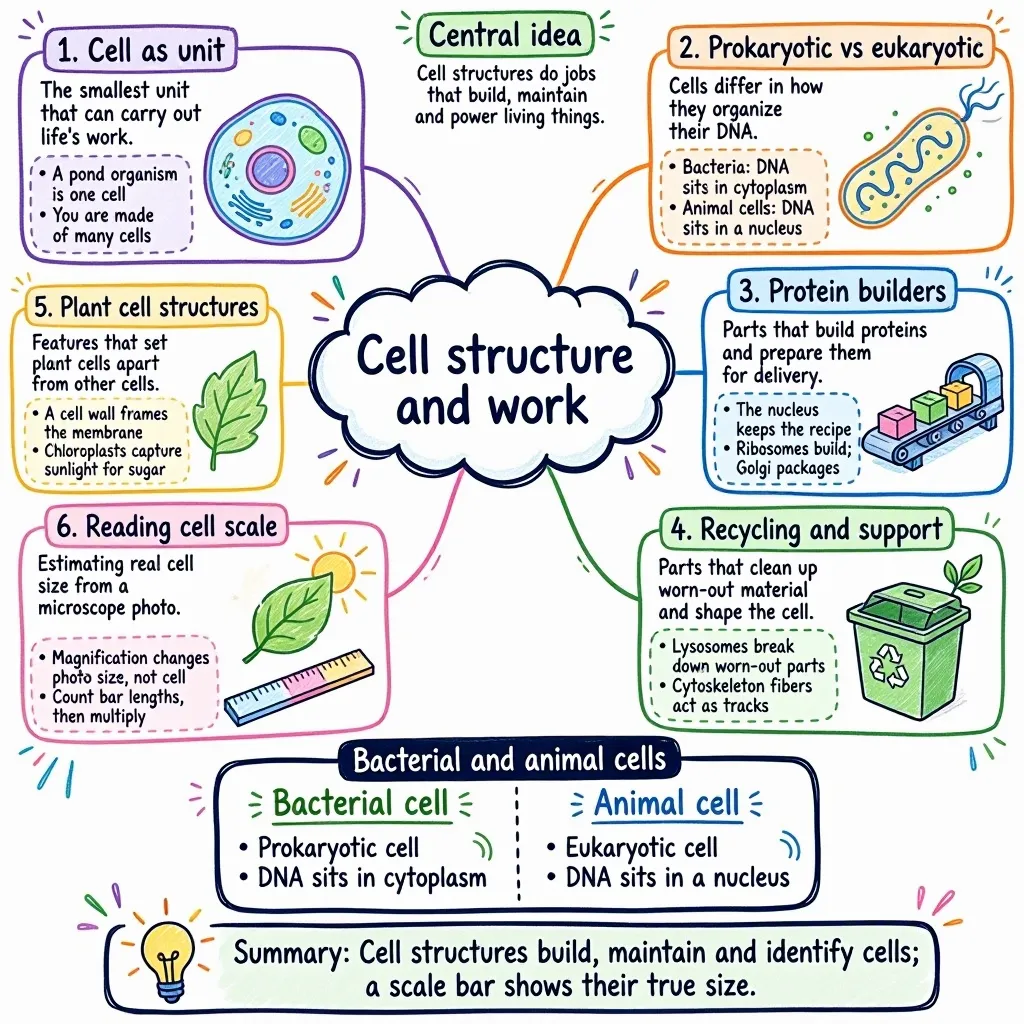 Central idea
Cell structures do jobs
that build, maintain
and power living things.
1. Cell as unit
The smallest unit
that can carry out
life's work.
• A pond organism
is one cell
• You are made
of many cells
2. Prokaryotic vs eukaryotic
Cells differ in how
they organize
their DNA.
• Bacteria: DNA
sits in cytoplasm
• Animal cells: DNA
sits in a nucleus
Cell structure
and work
3. Protein builders
Parts that build proteins
and prepare them
for delivery.
• The nucleus
keeps the recipe
• Ribosomes build;
Golgi packages
4. Recycling and support
Parts that clean up
worn-out material
and shape the cell.
• Lysosomes break
down worn-out parts
• Cytoskeleton fibers
act as tracks
5. Plant cell structures
Features that set
plant cells apart
from other cells.
• A cell wall frames
the membrane
• Chloroplasts capture
sunlight for sugar
6. Reading cell scale
Estimating real cell
size from a
microscope photo.
• Magnification changes
photo size, not cell
• Count bar lengths,
then multiply
Bacterial and animal cells
Bacterial cell
• Prokaryotic cell
• DNA sits in cytoplasm
Animal cell
• Eukaryotic cell
• DNA sits in a nucleus
Summary: Cell structures build, maintain and identify cells;
a scale bar shows their true size.